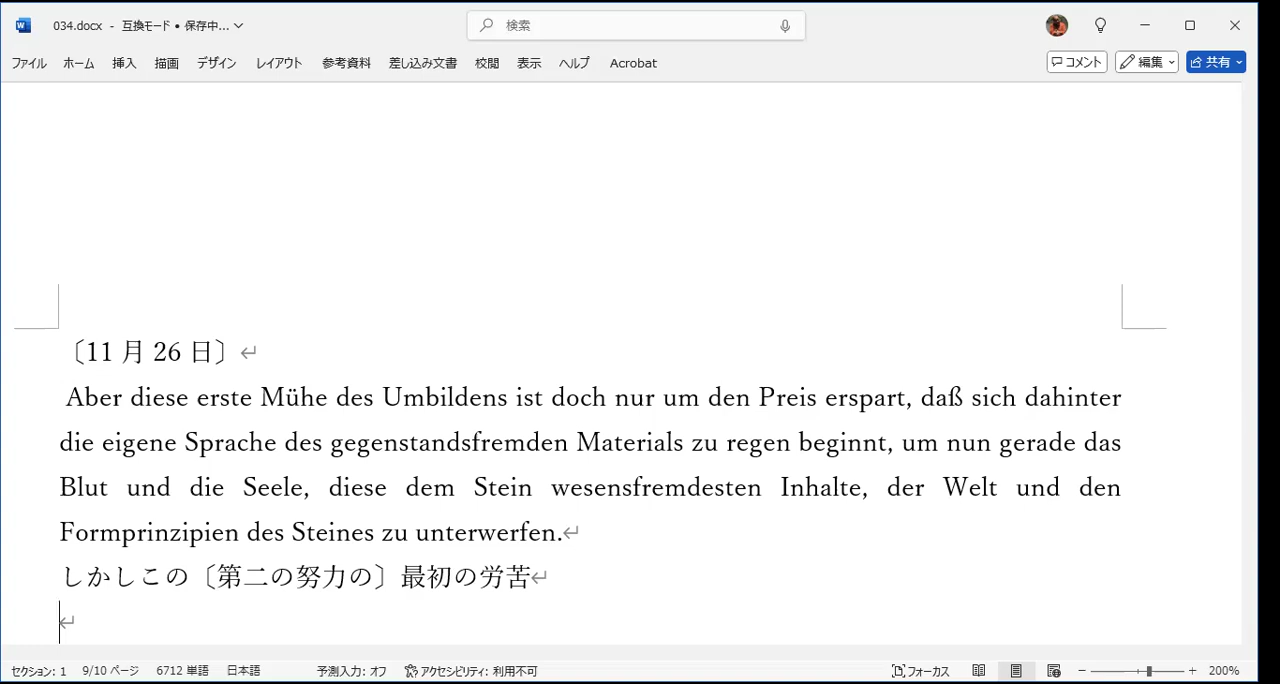 034.docx - 互換モード • 保存中...
検索
ファイル ホーム 挿入 描画 デザイン レイアウト 参考資料 差し込み文書 校閲 表示 ヘルプ Acrobat
コメント 編集 共有
〔11 月 26 日〕
Aber diese erste Mühe des Umbildens ist doch nur um den Preis erspart, daß sich dahinter
die eigene Sprache des gegenstandsfremden Materials zu regen beginnt, um nun gerade das
Blut und die Seele, diese dem Stein wesensfremdesten Inhalte, der Welt und den
Formprinzipien des Steines zu unterwerfen.
しかしこの〔第二の努力の〕最初の労苦
セクション: 1 9/10 ページ 6712 単語 日本語 予測入力: オフ アクセシビリティ: 利用不可 フォーカス 200%